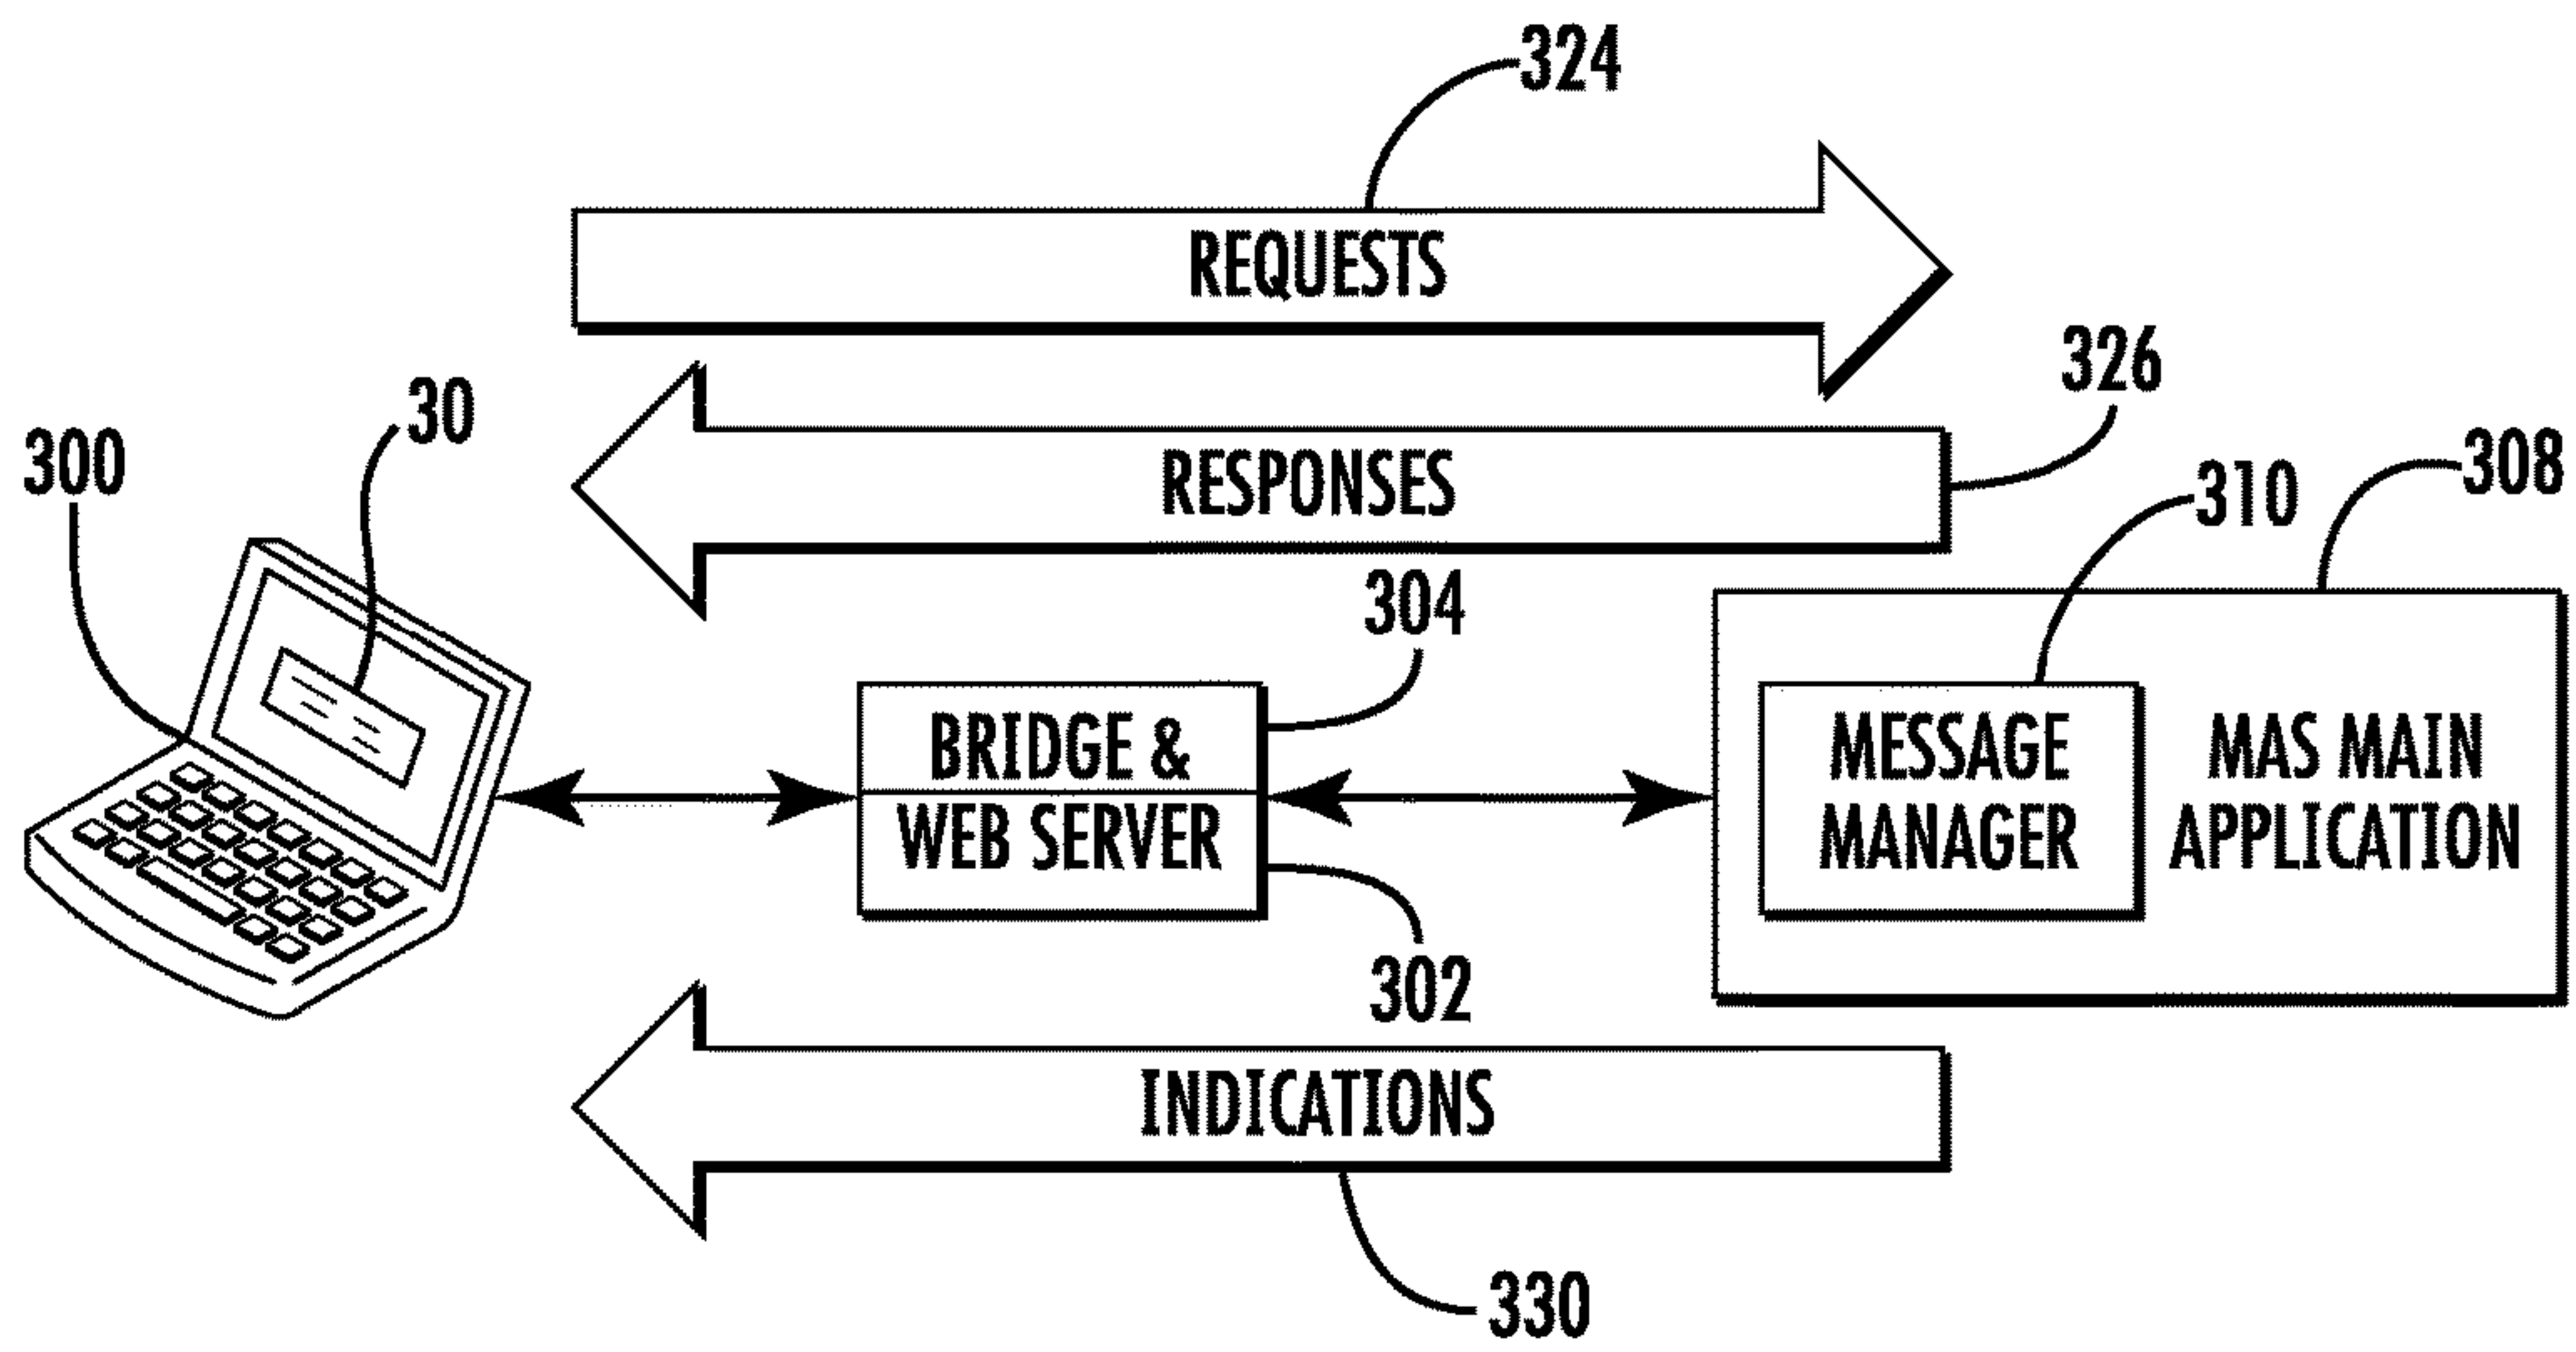 324
REQUESTS
326
RESPONSES
30
300
310
308
304
BRIDGE &
WEB SERVER
MESSAGE
MANAGER
MAS MAIN
APPLICATION
302
INDICATIONS
330